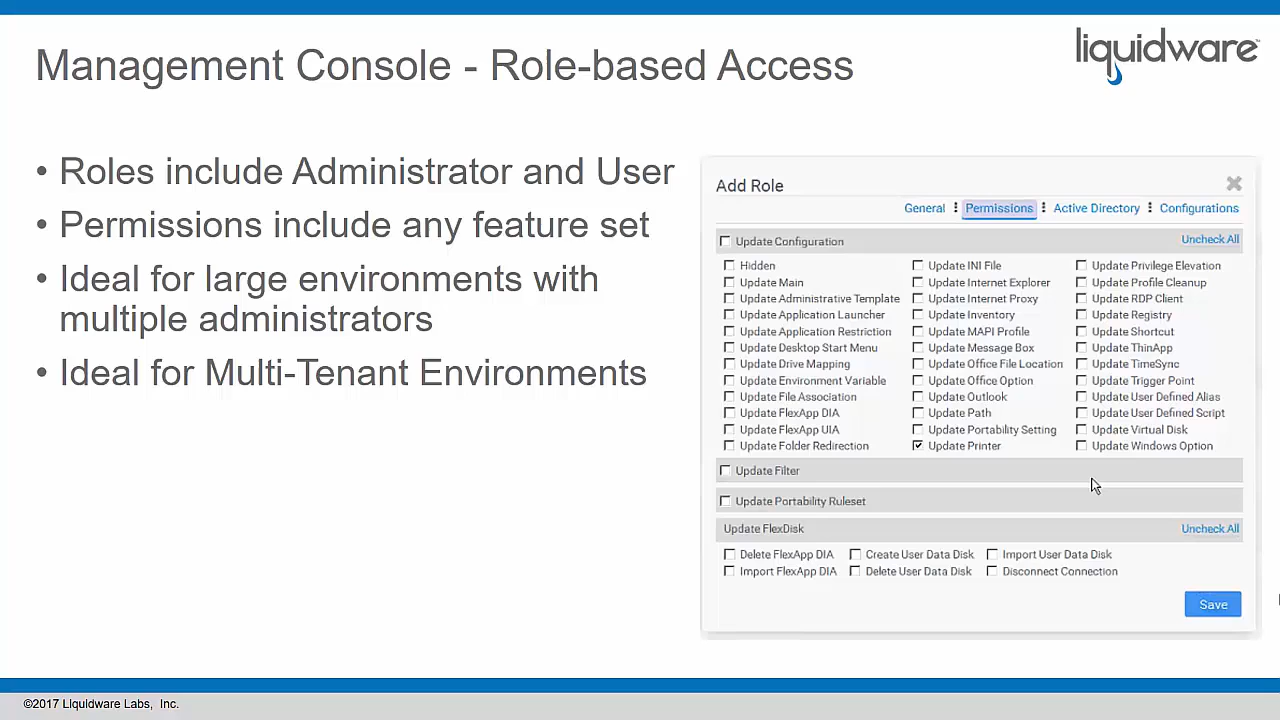 Management Console - Role-based Access
liquidware™
• Roles include Administrator and User
• Permissions include any feature set
• Ideal for large environments with
multiple administrators
• Ideal for Multi-Tenant Environments
Add Role
General Permissions Active Directory Configurations
Update Configuration Uncheck All
Hidden Update INI File Update Privilege Elevation
Update Main Update Internet Explorer Update Profile Cleanup
Update Administrative Template Update Internet Proxy Update RDP Client
Update Application Launcher Update Inventory Update Registry
Update Application Restriction Update MAPI Profile Update Shortcut
Update Desktop Start Menu Update Message Box Update ThinApp
Update Drive Mapping Update Office File Location Update TimeSync
Update Environment Variable Update Office Option Update Trigger Point
Update File Association Update Outlook Update User Defined Alias
Update FlexApp DIA Update Path Update User Defined Script
Update FlexApp UIA Update Portability Setting Update Virtual Disk
Update Folder Redirection Update Printer Update Windows Option
Update Filter
Update Portability Ruleset
Update FlexDisk Uncheck All
Delete FlexApp DIA Create User Data Disk Import User Data Disk
Import FlexApp DIA Delete User Data Disk Disconnect Connection
Save
©2017 Liquidware Labs, Inc.